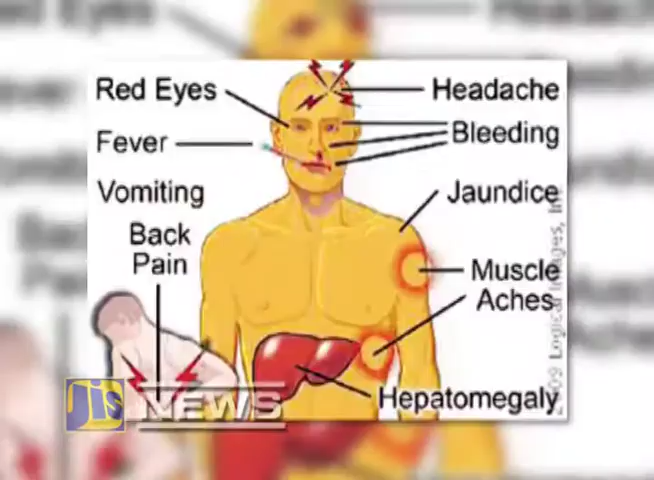 Red Eyes
Headache
Fever
Bleeding
Vomiting
Jaundice
Back
Pain
Muscle
Aches
Hepatomegaly
Jis NEWS